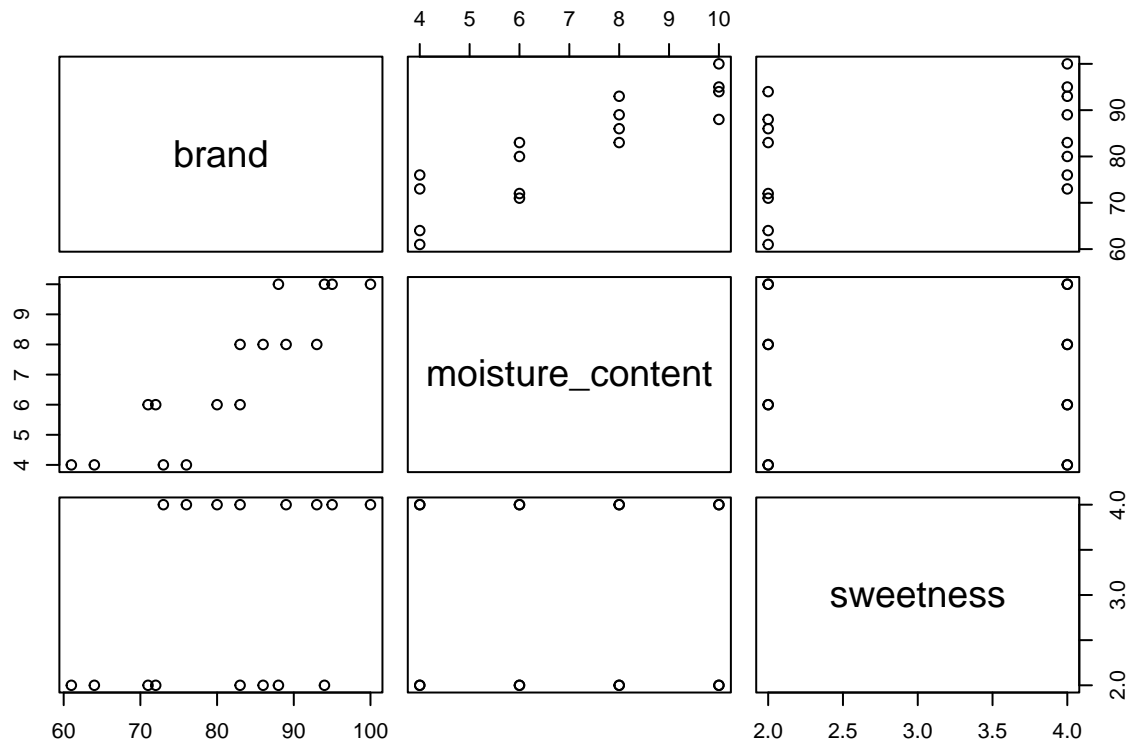 4 5 6 7 8 9 10
brand
60 70 80 90
4 5 6 7 8 9
moisture_content
sweetness
2.0 3.0 4.0
60 70 80 90 100
2.0 2.5 3.0 3.5 4.0